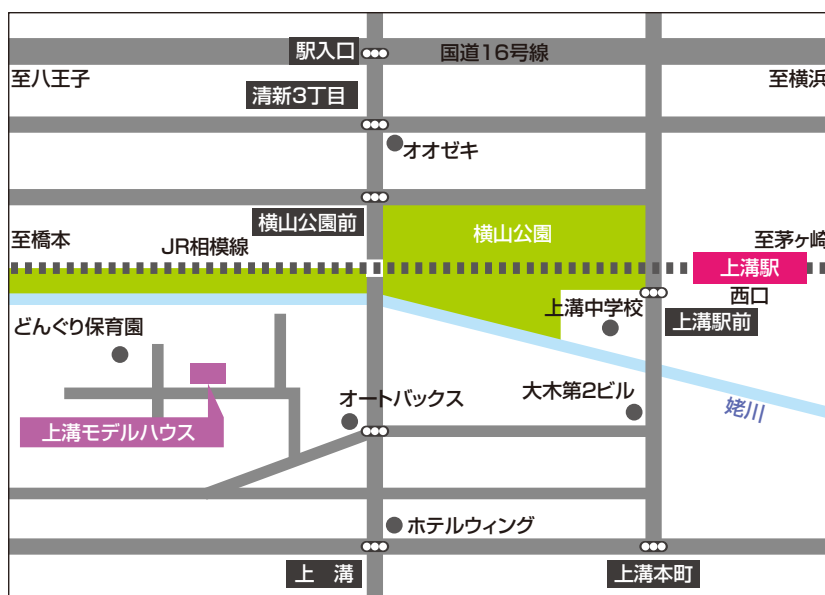 駅入口
国道16号線
至八王子
至横浜
清新3丁目
オオゼキ
横山公園前
横山公園
至橋本
JR相模線
至茅ヶ崎
上溝駅
西口
上溝中学校
上溝駅前
どんぐり保育園
大木第2ビル
オートバックス
姥川
上溝モデルハウス
ホテルウィング
上　溝
上溝本町